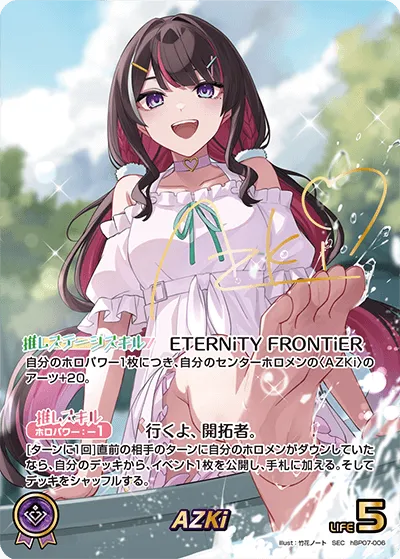 AZKi
推しステージスキル ETERNiTY FRONTiER
自分のホロパワー1枚につき、自分のセンターホロメンの〈AZKi〉の
アーツ+20。
推しスキル
ホロパワー：-1
行くよ、開拓者。
[ターンに1回]直前の相手のターンに自分のホロメンがダウンしていた
なら、自分のデッキから、イベント1枚を公開し、手札に加える。そして
デッキをシャッフルする。
AZKi
LIFE 5
Illust：竹花ノート SEC hBP07-006